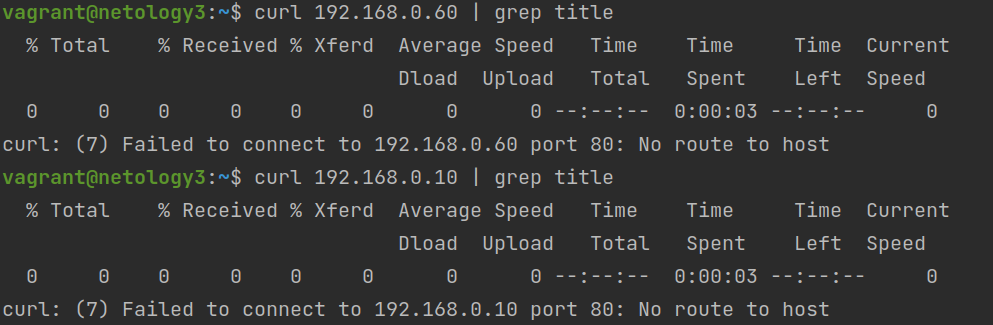 vagrant@netology3:~$ curl 192.168.0.60 | grep title
  % Total    % Received % Xferd  Average Speed   Time    Time     Time  Current
                                 Dload  Upload   Total   Spent    Left  Speed
  0     0    0     0    0     0      0      0 --:--:--  0:00:03 --:--:--     0
curl: (7) Failed to connect to 192.168.0.60 port 80: No route to host
vagrant@netology3:~$ curl 192.168.0.10 | grep title
  % Total    % Received % Xferd  Average Speed   Time    Time     Time  Current
                                 Dload  Upload   Total   Spent    Left  Speed
  0     0    0     0    0     0      0      0 --:--:--  0:00:03 --:--:--     0
curl: (7) Failed to connect to 192.168.0.10 port 80: No route to host